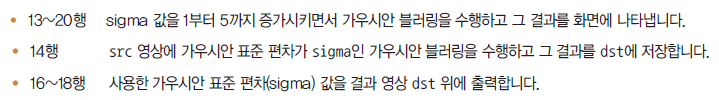 • 13~20행 sigma 값을 1부터 5까지 증가시키면서 가우시안 블러링을 수행하고 그 결과를 화면에 나타냅니다.
• 14행 src 영상에 가우시안 표준 편차가 sigma인 가우시안 블러링을 수행하고 그 결과를 dst에 저장합니다.
• 16~18행 사용한 가우시안 표준 편차(sigma) 값을 결과 영상 dst 위에 출력합니다.